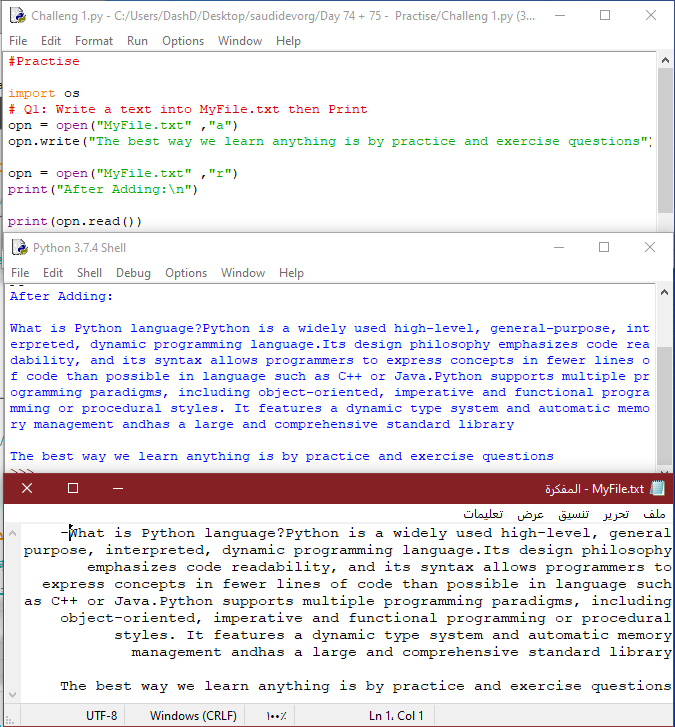 Challeng 1.py - C:/Users/DashD/Desktop/saudidevorg/Day 74 + 75 -  Practise/Challeng 1.py (3...
File Edit Format Run Options Window Help
#Practise
import os
# Q1: Write a text into MyFile.txt then Print
opn = open("MyFile.txt" ,"a")
opn.write("The best way we learn anything is by practice and exercise questions")
opn = open("MyFile.txt" ,"r")
print("After Adding:\n")
print(opn.read())
Python 3.7.4 Shell
File Edit Shell Debug Options Window Help
After Adding:
What is Python language?Python is a widely used high-level, general-purpose, int
erpreted, dynamic programming language.Its design philosophy emphasizes code rea
dability, and its syntax allows programmers to express concepts in fewer lines o
f code than possible in language such as C++ or Java.Python supports multiple pr
ogramming paradigms, including object-oriented, imperative and functional progra
mming or procedural styles. It features a dynamic type system and automatic memo
ry management andhas a large and comprehensive standard library
The best way we learn anything is by practice and exercise questions
>>>
MyFile.txt - المفكرة
ملف تحرير تنسيق عرض تعليمات
-What is Python language?Python is a widely used high-level, general
purpose, interpreted, dynamic programming language.Its design philosophy
emphasizes code readability, and its syntax allows programmers to
express concepts in fewer lines of code than possible in language such
as C++ or Java.Python supports multiple programming paradigms, including
object-oriented, imperative and functional programming or procedural
styles. It features a dynamic type system and automatic memory
management andhas a large and comprehensive standard library
The best way we learn anything is by practice and exercise questions
UTF-8 Windows (CRLF) ١٠٠٪ Ln 1، Col 1